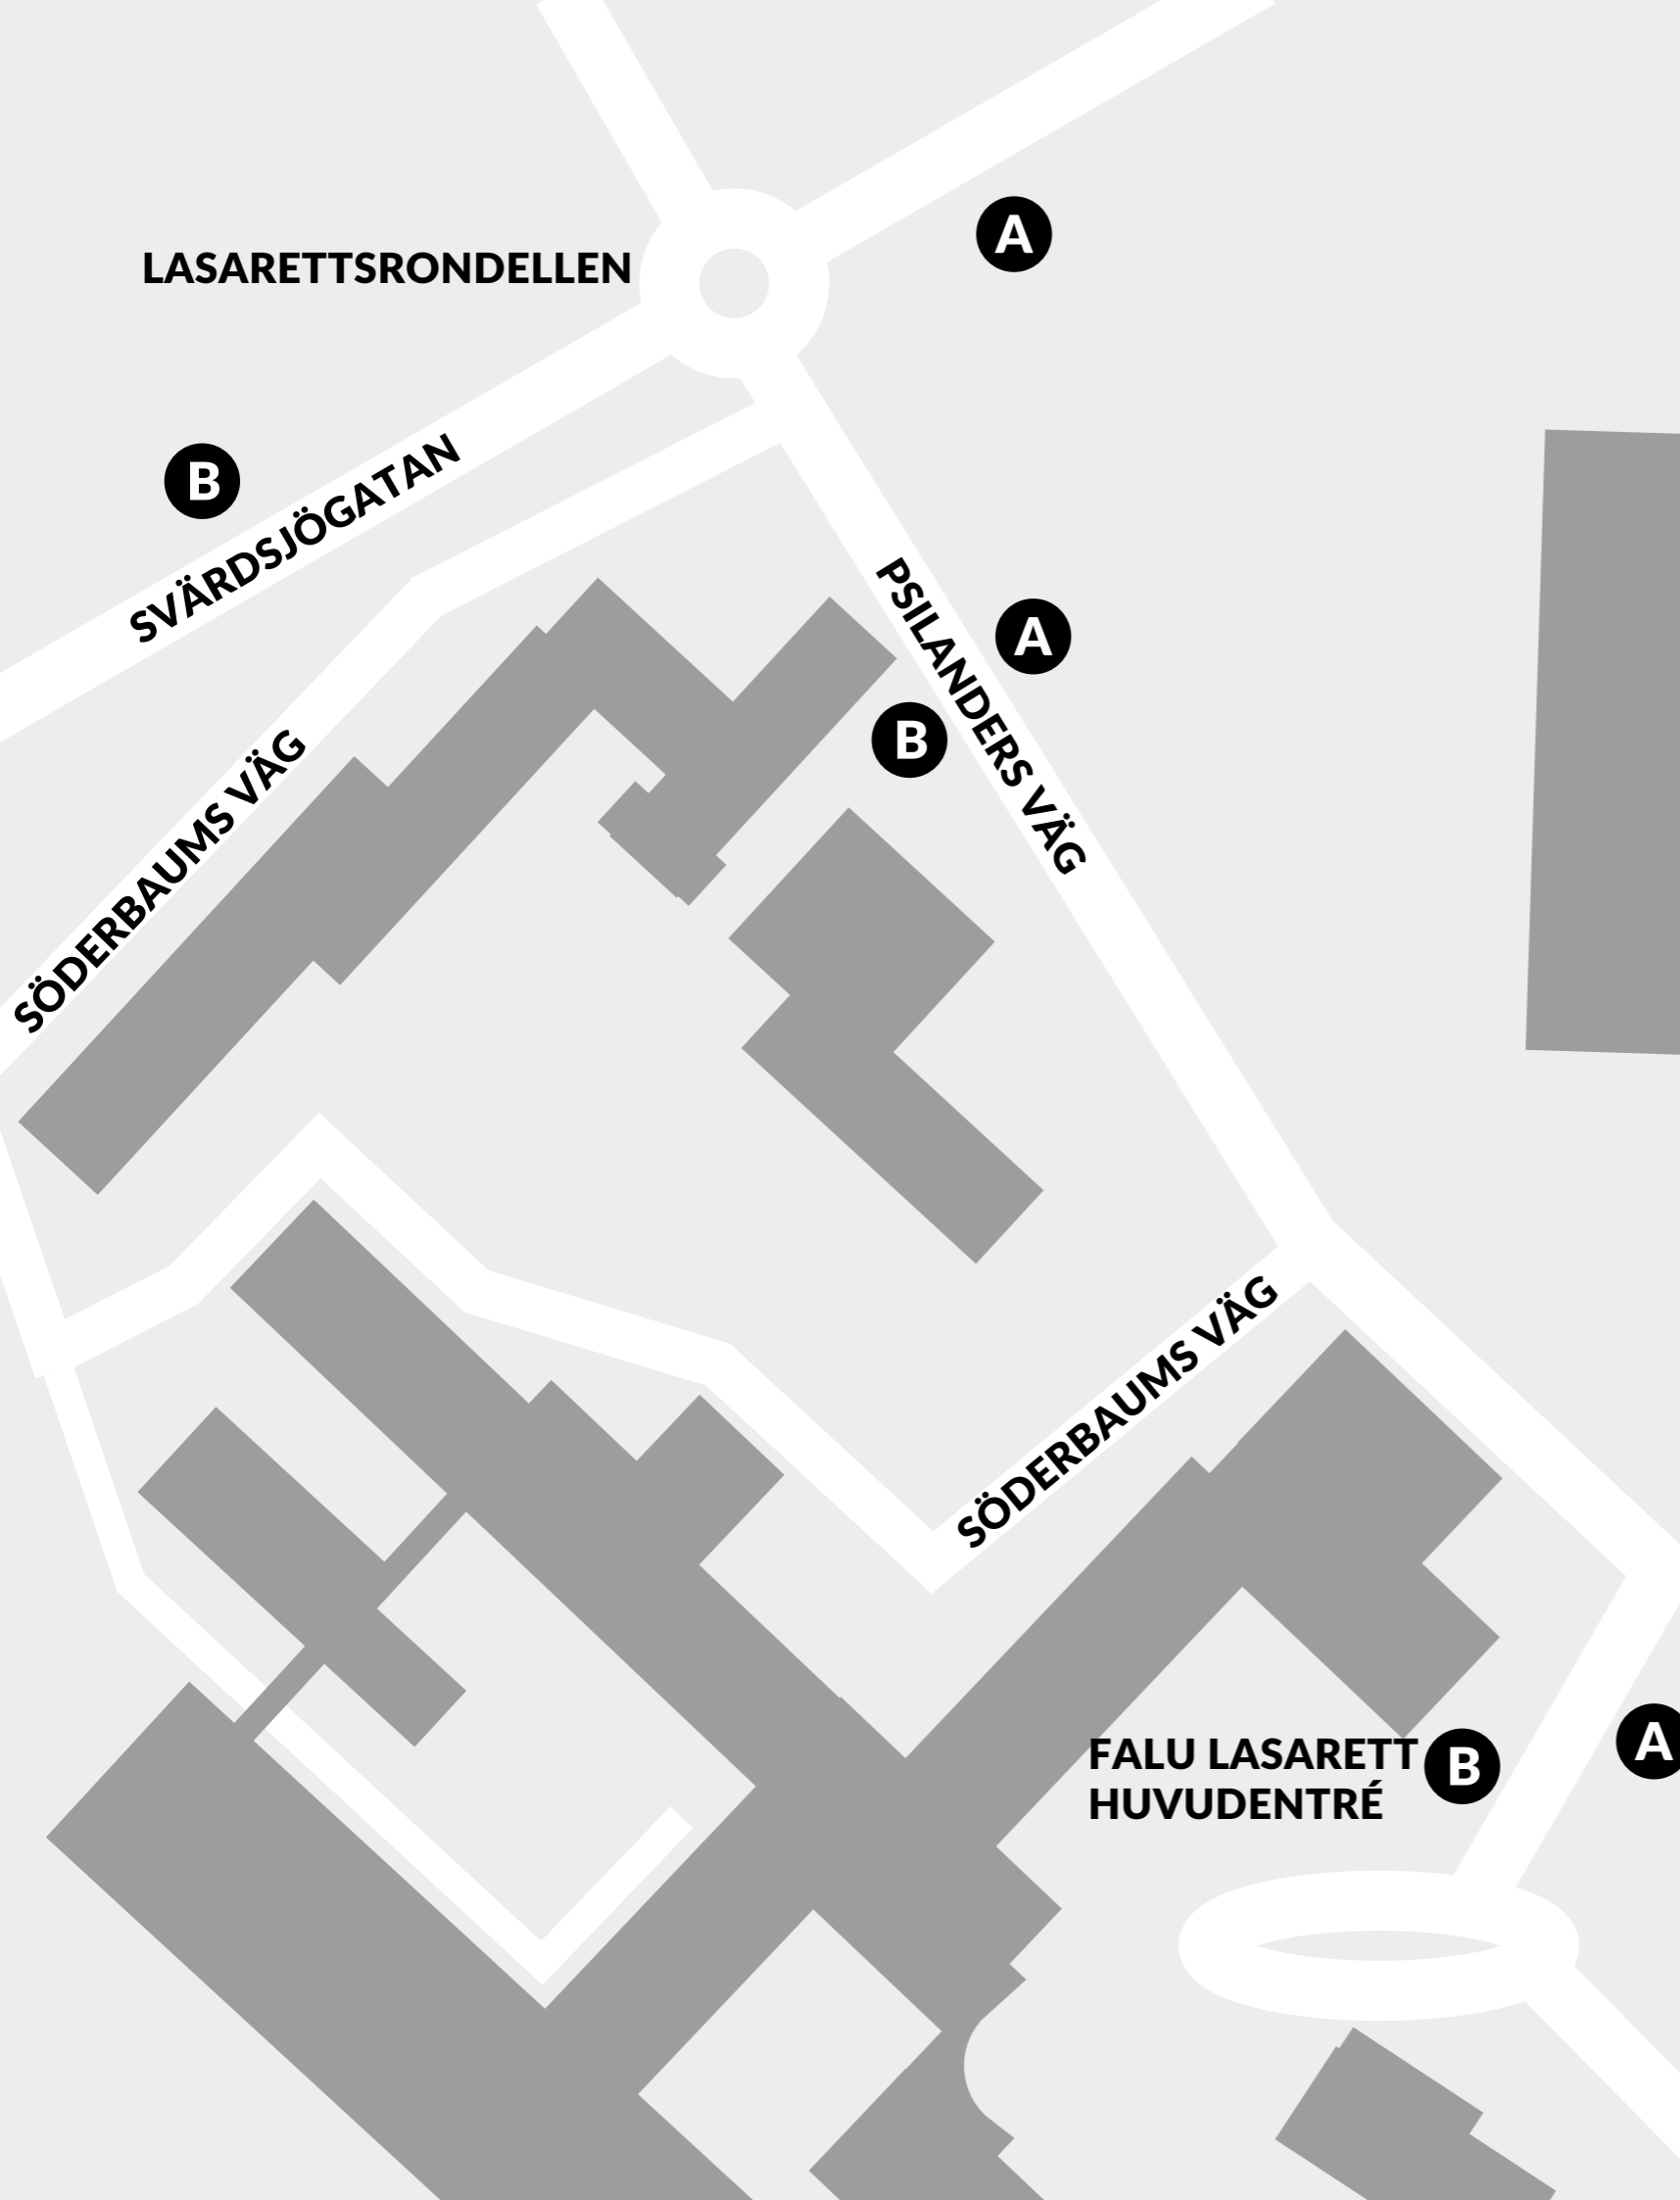 A
LASARETTSRONDELLEN
B
SVÄRDSJÖGATAN
PSILANDERS VÄG
A
B
SÖDERBAUMS VÄG
SÖDERBAUMS VÄG
A
FALU LASARETT B
HUVUDENTRÉ